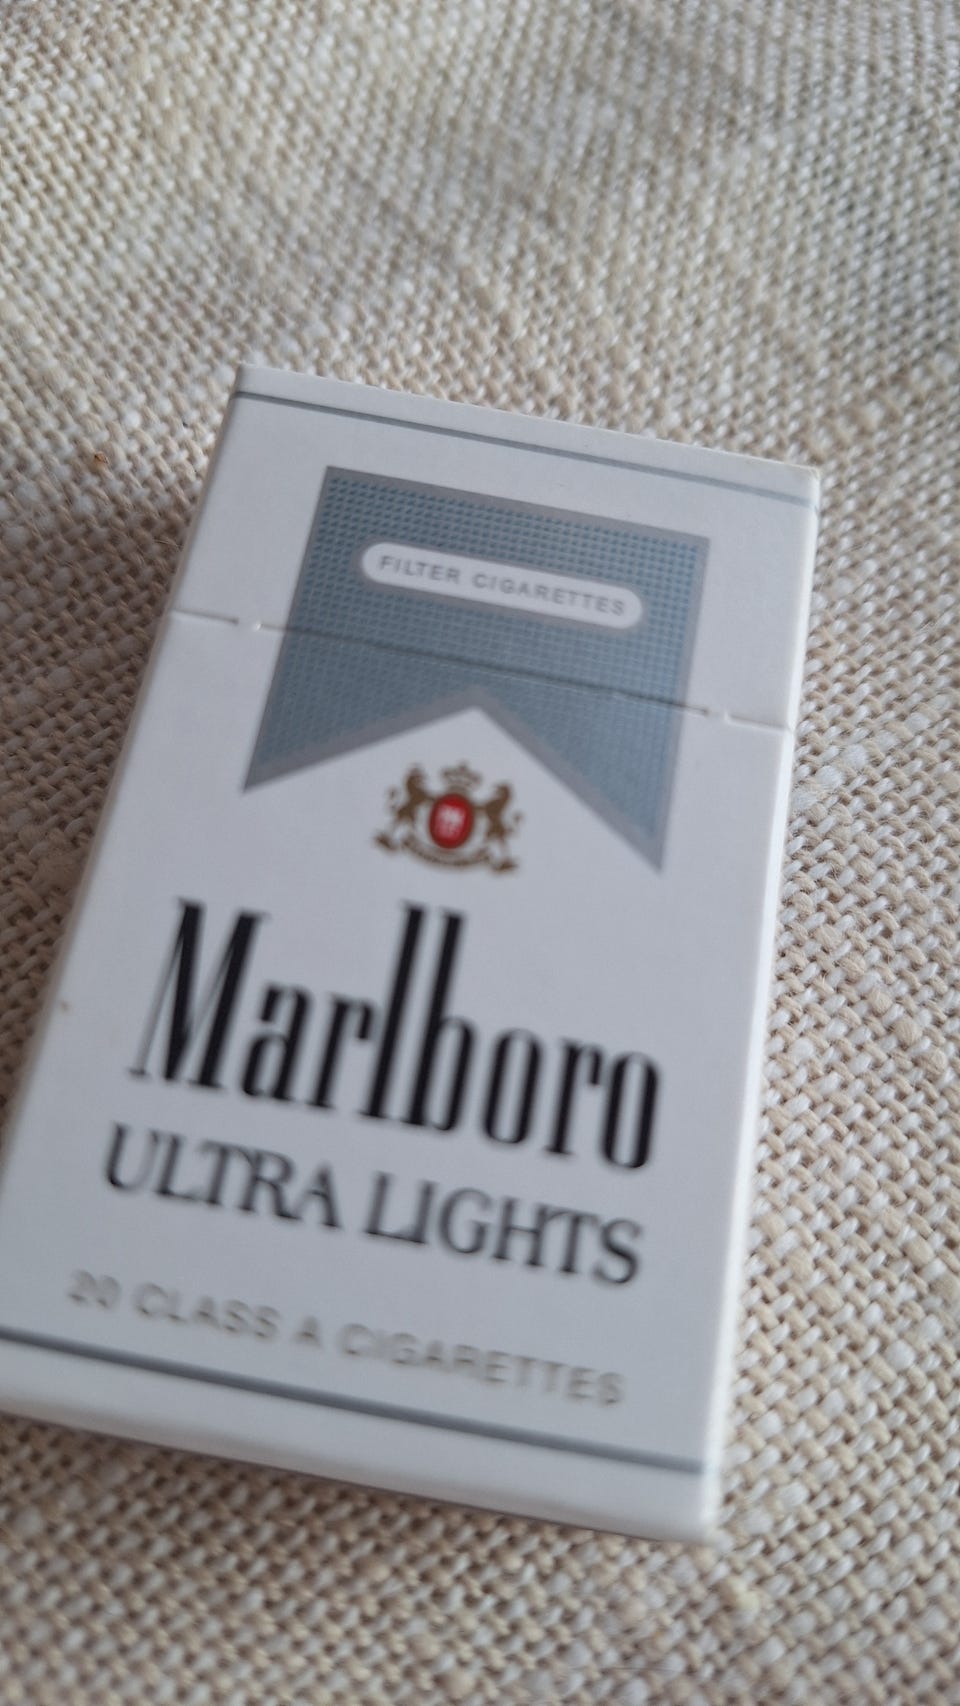 FILTER CIGARETTES
Marlboro
ULTRA LIGHTS
20 CLASS A CIGARETTES